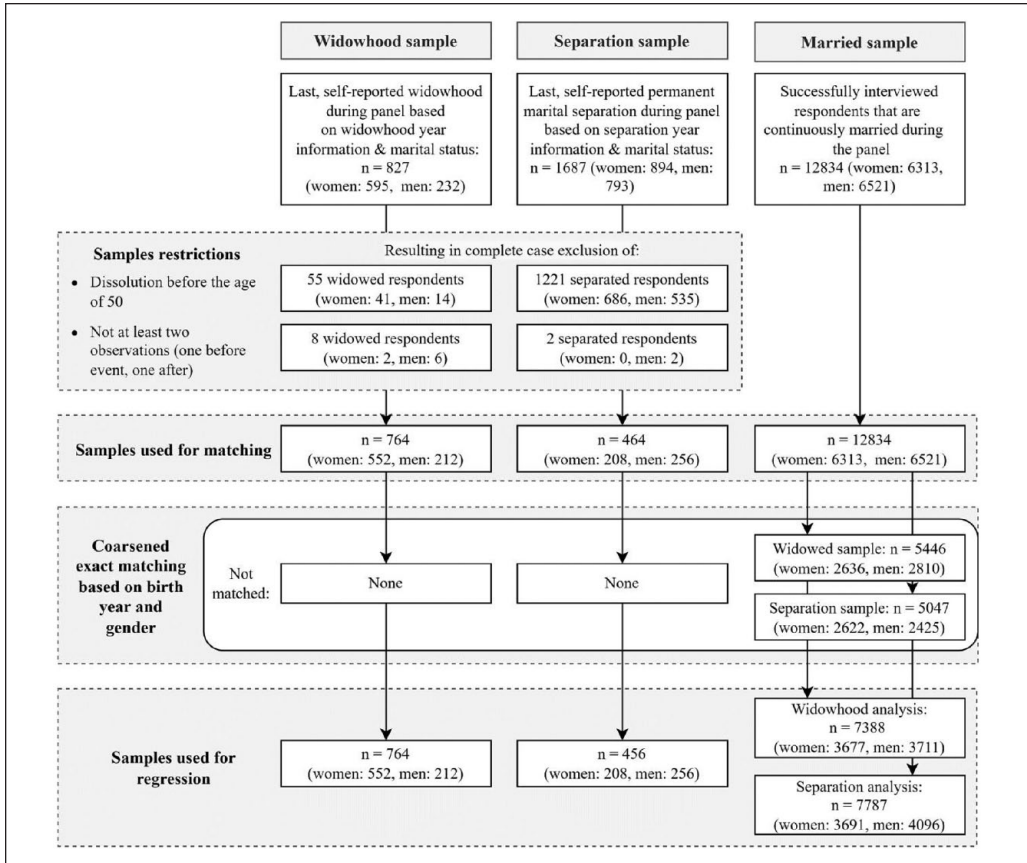 Widowhood sample
Separation sample
Married sample
Last, self-reported widowhood
during panel based
on widowhood year
information & marital status:
n = 827
(women: 595, men: 232)
Last, self-reported permanent
marital separation during panel
based on separation year
information & marital status:
n = 1687 (women: 894, men:
793)
Successfully interviewed
respondents that are
continuously married during
the panel
n = 12834 (women: 6313,
men: 6521)
Samples restrictions
Resulting in complete case exclusion of:
• Dissolution before the age
of 50
55 widowed respondents
(women: 41, men: 14)
1221 separated respondents
(women: 686, men: 535)
• Not at least two
observations (one before
event, one after)
8 widowed respondents
(women: 2, men: 6)
2 separated respondents
(women: 0, men: 2)
Samples used for matching
n = 764
(women: 552, men: 212)
n = 464
(women: 208, men: 256)
n = 12834
(women: 6313, men: 6521)
Coarsened
exact matching
based on birth
year and
gender
Not
matched:
None
None
Widowed sample: n = 5446
(women: 2636, men: 2810)
Separation sample: n = 5047
(women: 2622, men: 2425)
Samples used for
regression
n = 764
(women: 552, men: 212)
n = 456
(women: 208, men: 256)
Widowhood analysis:
n = 7388
(women: 3677, men: 3711)
Separation analysis:
n = 7787
(women: 3691, men: 4096)